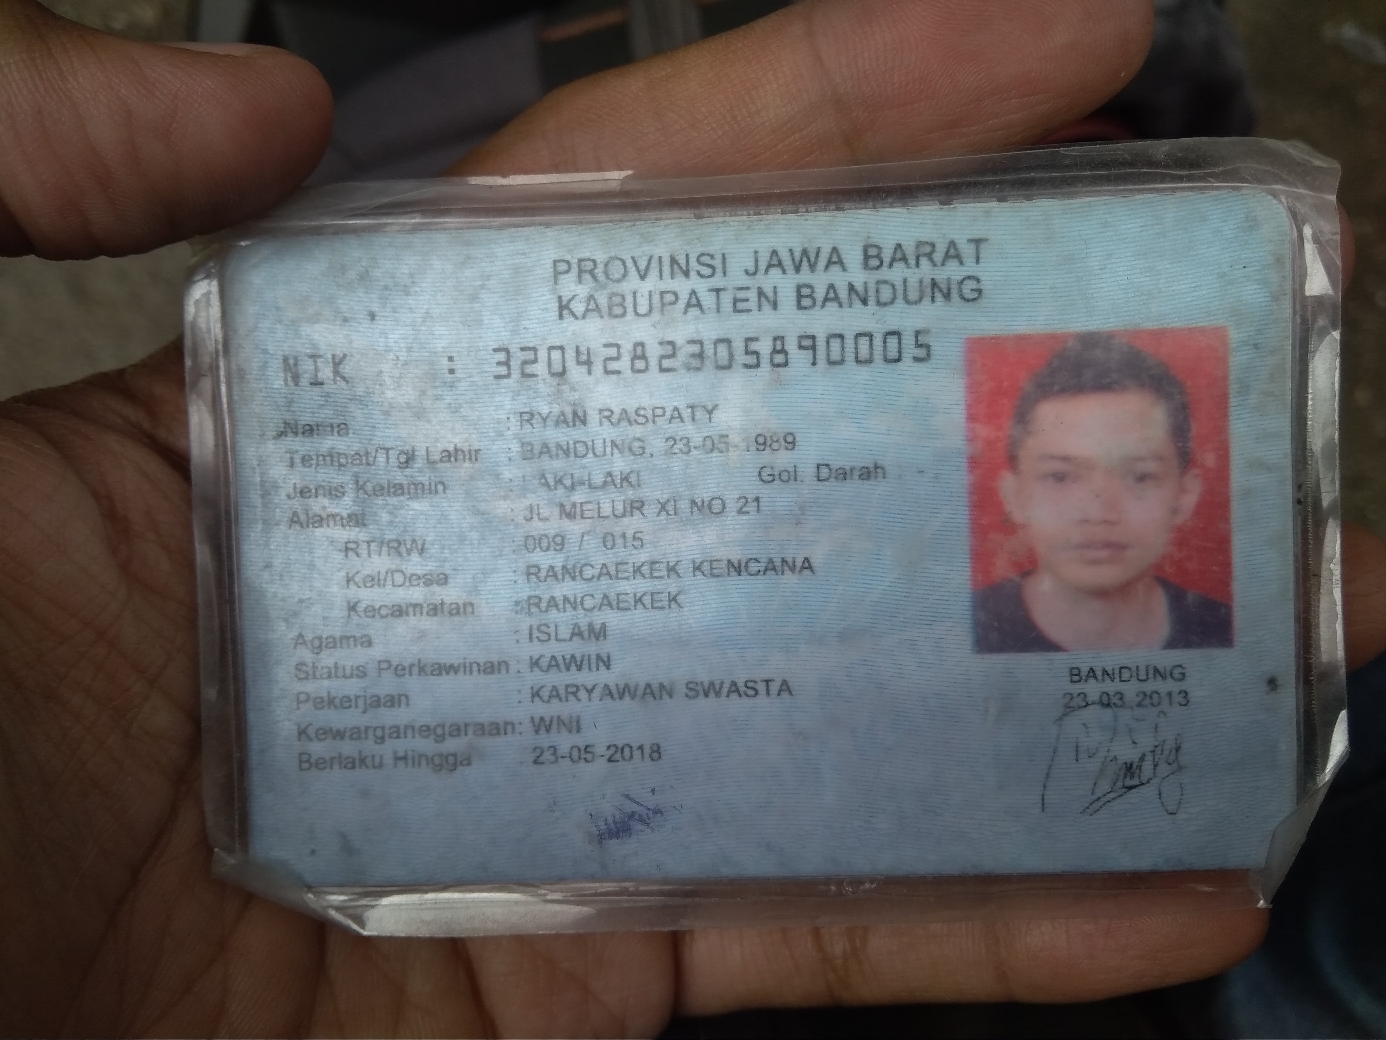 PROVINSI JAWA BARAT
KABUPATEN BANDUNG
NIK : 3204282305890005
Nama : RYAN RASPATY
Tempat/Tgl Lahir : BANDUNG, 23-05-1989
Jenis Kelamin : LAKI-LAKI Gol. Darah -
Alamat : JL MELUR XI NO 21
RT/RW : 009 / 015
Kel/Desa : RANCAEKEK KENCANA
Kecamatan : RANCAEKEK
Agama : ISLAM
Status Perkawinan : KAWIN
Pekerjaan : KARYAWAN SWASTA
Kewarganegaraan : WNI
Berlaku Hingga 23-05-2018
BANDUNG
23-03-2013